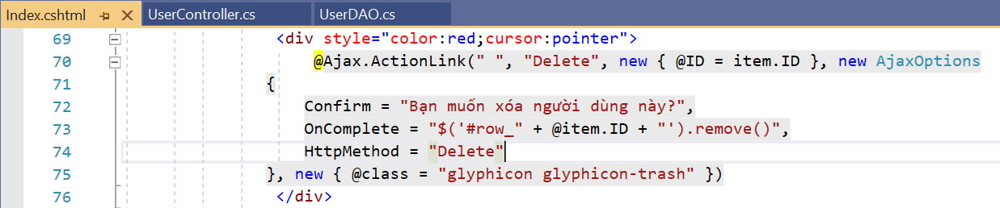 Index.cshtml UserController.cs UserDAO.cs
69 <div style="color:red;cursor:pointer">
70 @Ajax.ActionLink(" ", "Delete", new { @ID = item.ID }, new AjaxOptions
71 {
72 Confirm = "Bạn muốn xóa người dùng này?",
73 OnComplete = "$('#row_" + @item.ID + "').remove()",
74 HttpMethod = "Delete"
75 }, new { @class = "glyphicon glyphicon-trash" })
76 </div>